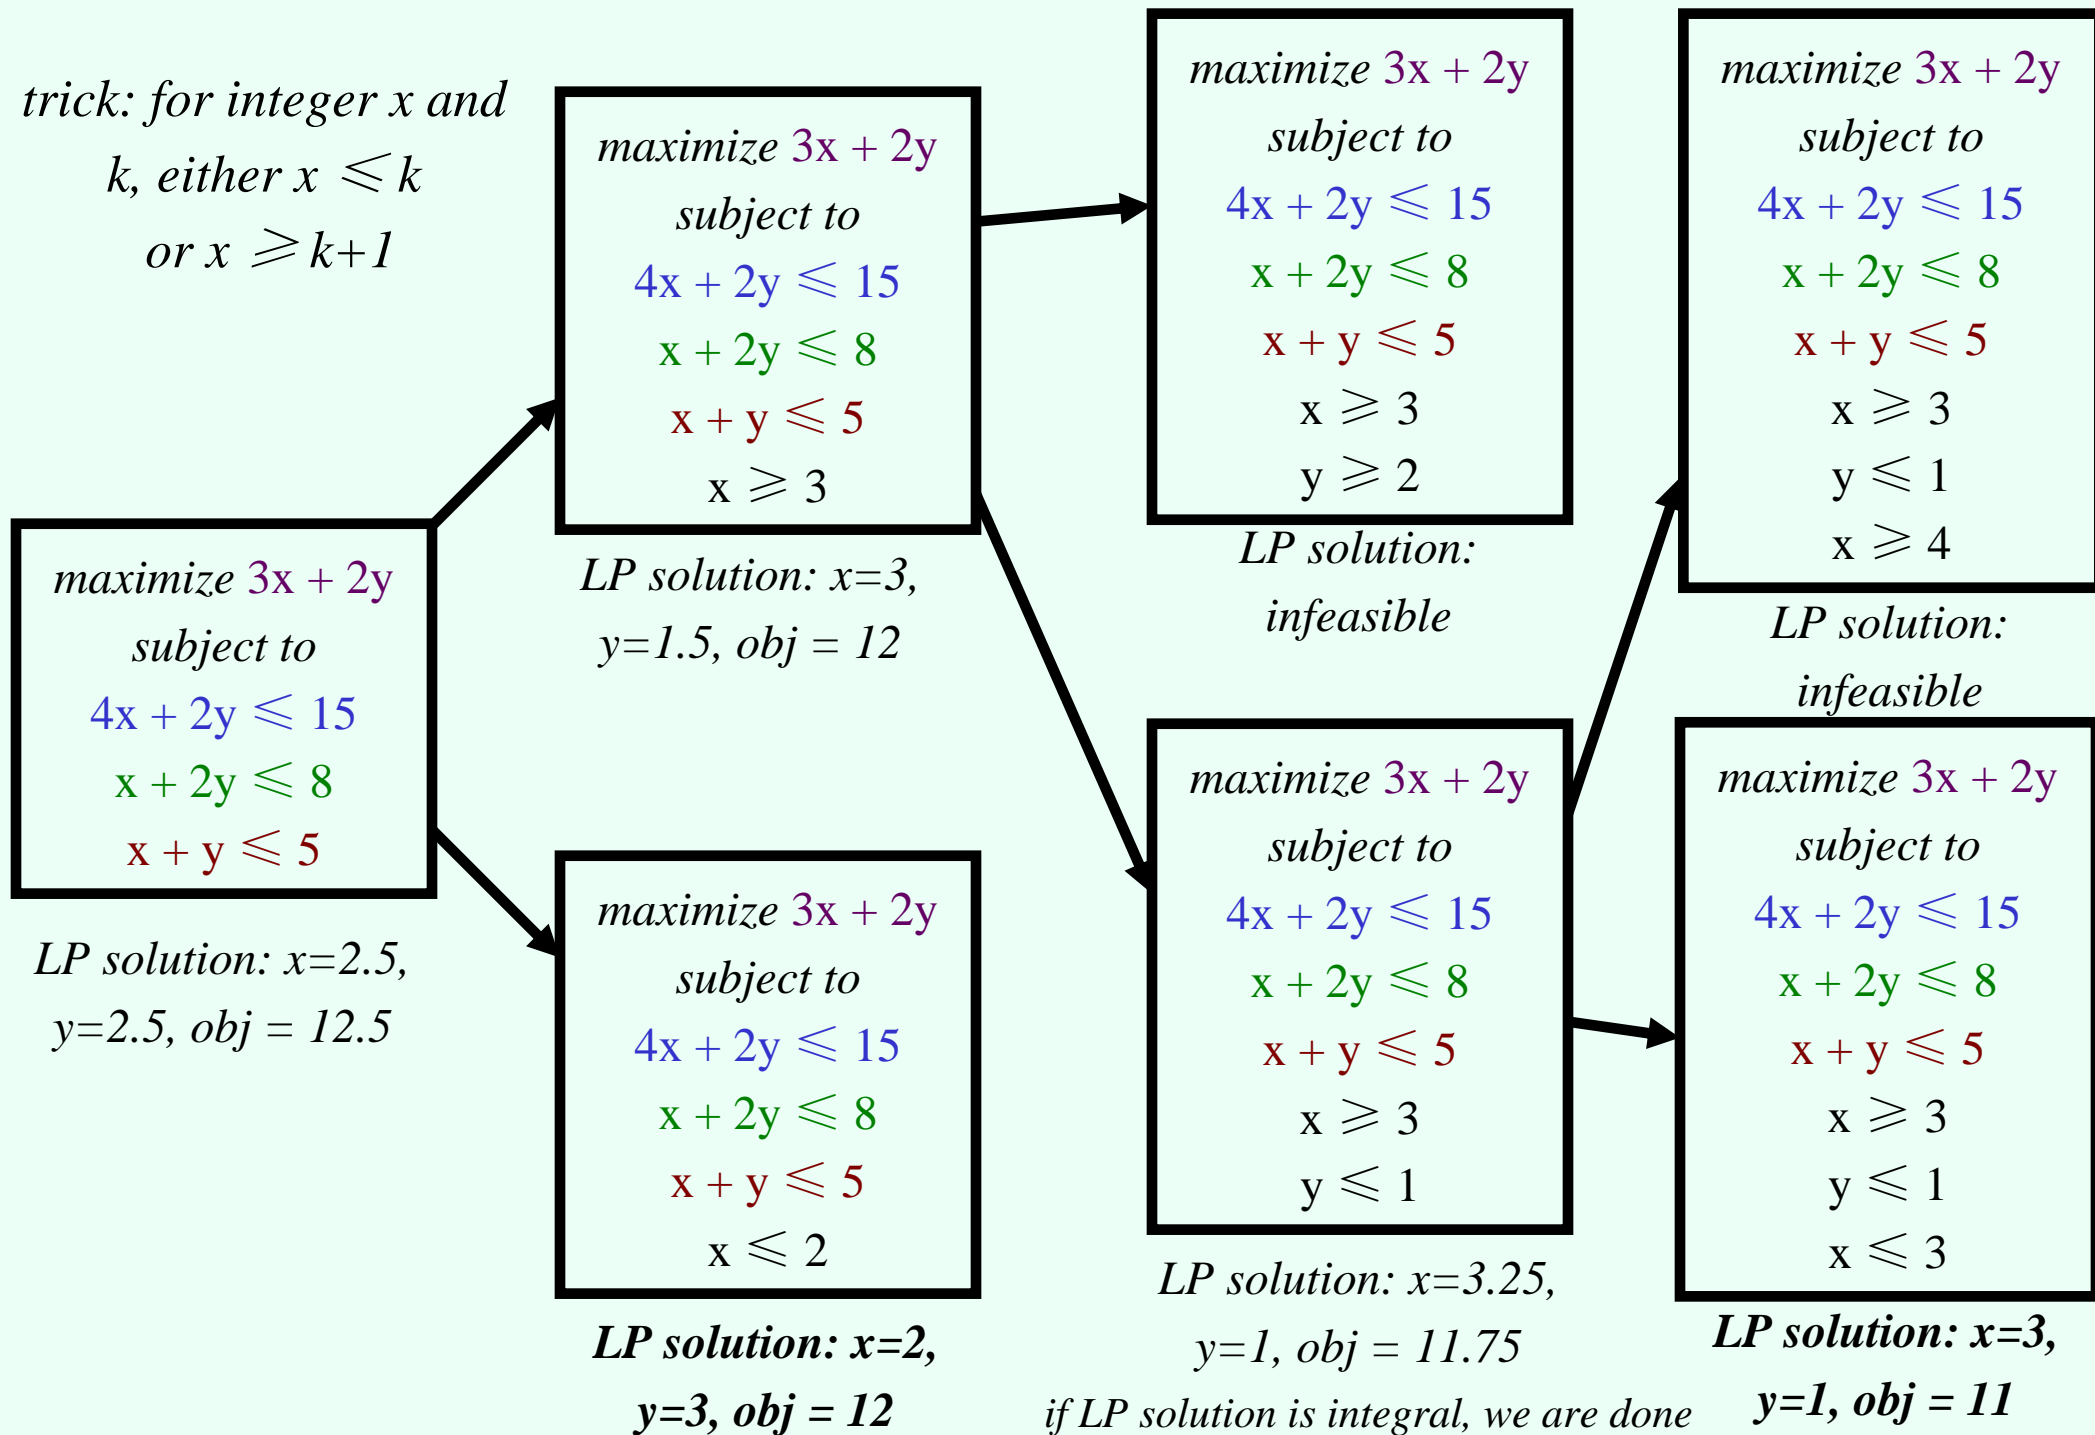 trick: for integer x and
k, either x ⩽ k
or x ⩾ k+1
maximize 3x + 2y
subject to
4x + 2y ⩽ 15
x + 2y ⩽ 8
x + y ⩽ 5
LP solution: x=2.5,
y=2.5, obj = 12.5
maximize 3x + 2y
subject to
4x + 2y ⩽ 15
x + 2y ⩽ 8
x + y ⩽ 5
x ⩾ 3
LP solution: x=3,
y=1.5, obj = 12
maximize 3x + 2y
subject to
4x + 2y ⩽ 15
x + 2y ⩽ 8
x + y ⩽ 5
x ⩽ 2
LP solution: x=2,
y=3, obj = 12
maximize 3x + 2y
subject to
4x + 2y ⩽ 15
x + 2y ⩽ 8
x + y ⩽ 5
x ⩾ 3
y ⩾ 2
LP solution:
infeasible
maximize 3x + 2y
subject to
4x + 2y ⩽ 15
x + 2y ⩽ 8
x + y ⩽ 5
x ⩾ 3
y ⩽ 1
LP solution: x=3.25,
y=1, obj = 11.75
if LP solution is integral, we are done
maximize 3x + 2y
subject to
4x + 2y ⩽ 15
x + 2y ⩽ 8
x + y ⩽ 5
x ⩾ 3
y ⩽ 1
x ⩾ 4
LP solution:
infeasible
maximize 3x + 2y
subject to
4x + 2y ⩽ 15
x + 2y ⩽ 8
x + y ⩽ 5
x ⩾ 3
y ⩽ 1
x ⩽ 3
LP solution: x=3,
y=1, obj = 11